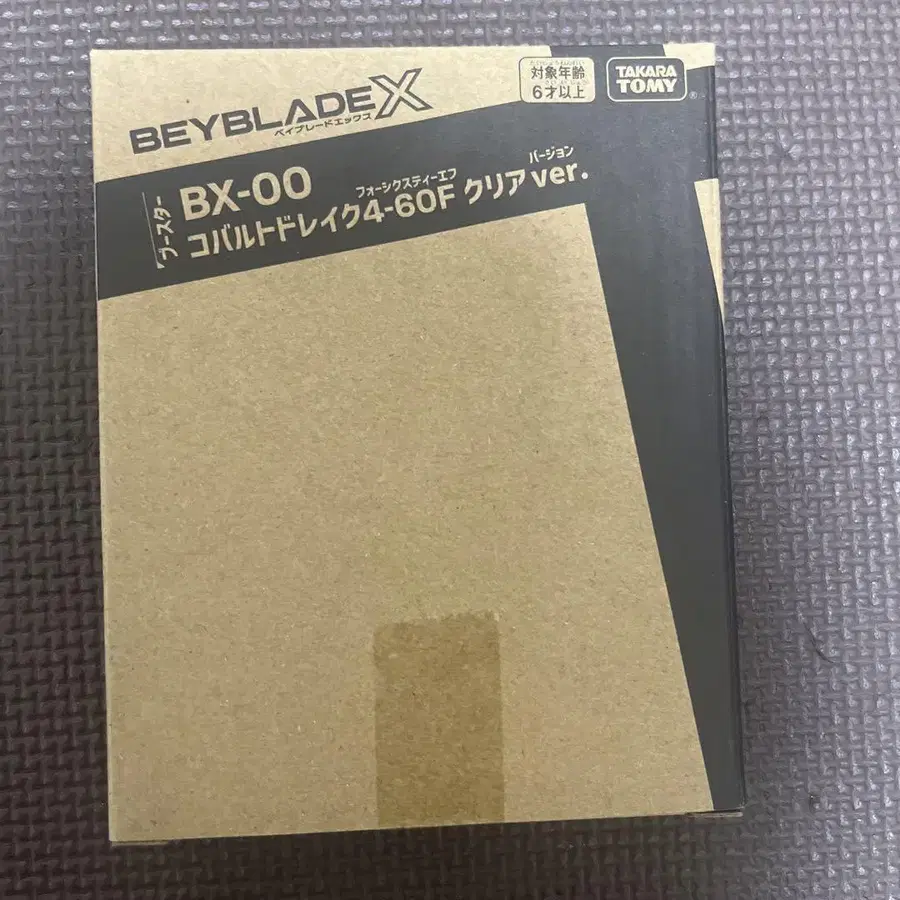 対象年齢
6才以上
TAKARA
TOMY
BEYBLADE X
ベイブレードエックス
ブースター
BX-00
フォーシクスティーエフ
バージョン
コバルトドレイク4-60F クリアver.